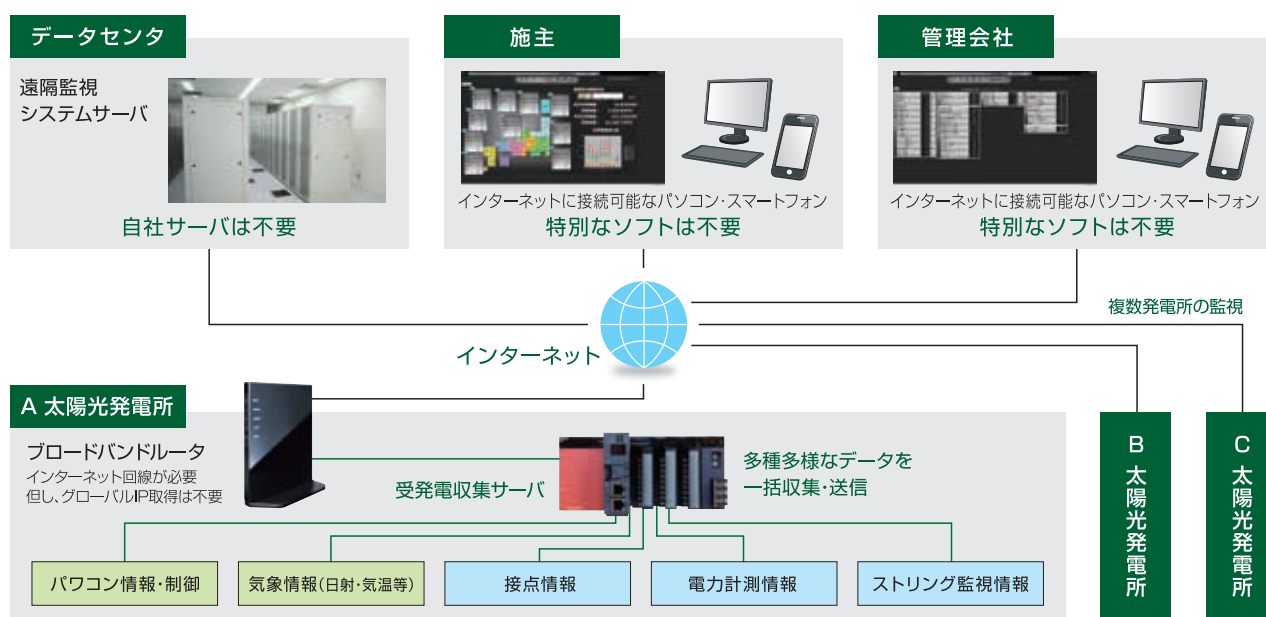 データセンタ
遠隔監視
システムサーバ
自社サーバは不要
施主
インターネットに接続可能なパソコン・スマートフォン
特別なソフトは不要
管理会社
インターネットに接続可能なパソコン・スマートフォン
特別なソフトは不要
複数発電所の監視
インターネット
A 太陽光発電所
ブロードバンドルータ
インターネット回線が必要
但し、グローバルIP取得は不要
受発電収集サーバ
多種多様なデータを
一括収集・送信
パワコン情報・制御
気象情報(日射・気温等)
接点情報
電力計測情報
ストリング監視情報
B 太陽光発電所
C 太陽光発電所